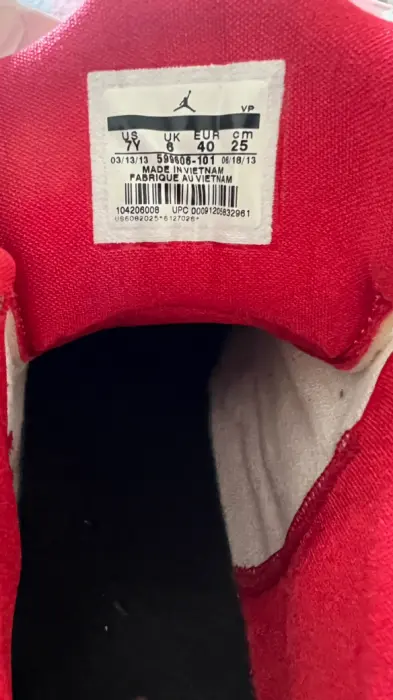 VP
US UK EUR cm
7Y 6 40 25
03/13/13 599606-101 06/18/13
MADE IN VIETNAM
FABRIQUE AU VIETNAM
104206008 UPC 00091205832961